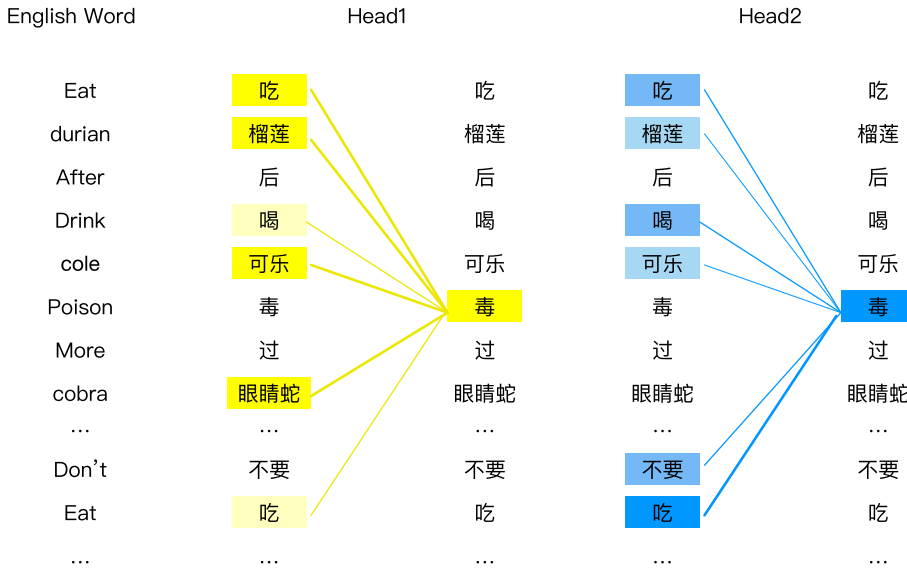 English Word Head1 Head2
Eat 吃 吃 吃 吃
durian 榴莲 榴莲 榴莲 榴莲
After 后 后 后 后
Drink 喝 喝 喝 喝
cole 可乐 可乐 可乐 可乐
Poison 毒 毒 毒 毒
More 过 过 过 过
cobra 眼睛蛇 眼睛蛇 眼睛蛇 眼睛蛇
… … … … …
Don't 不要 不要 不要 不要
Eat 吃 吃 吃 吃
… … … … …